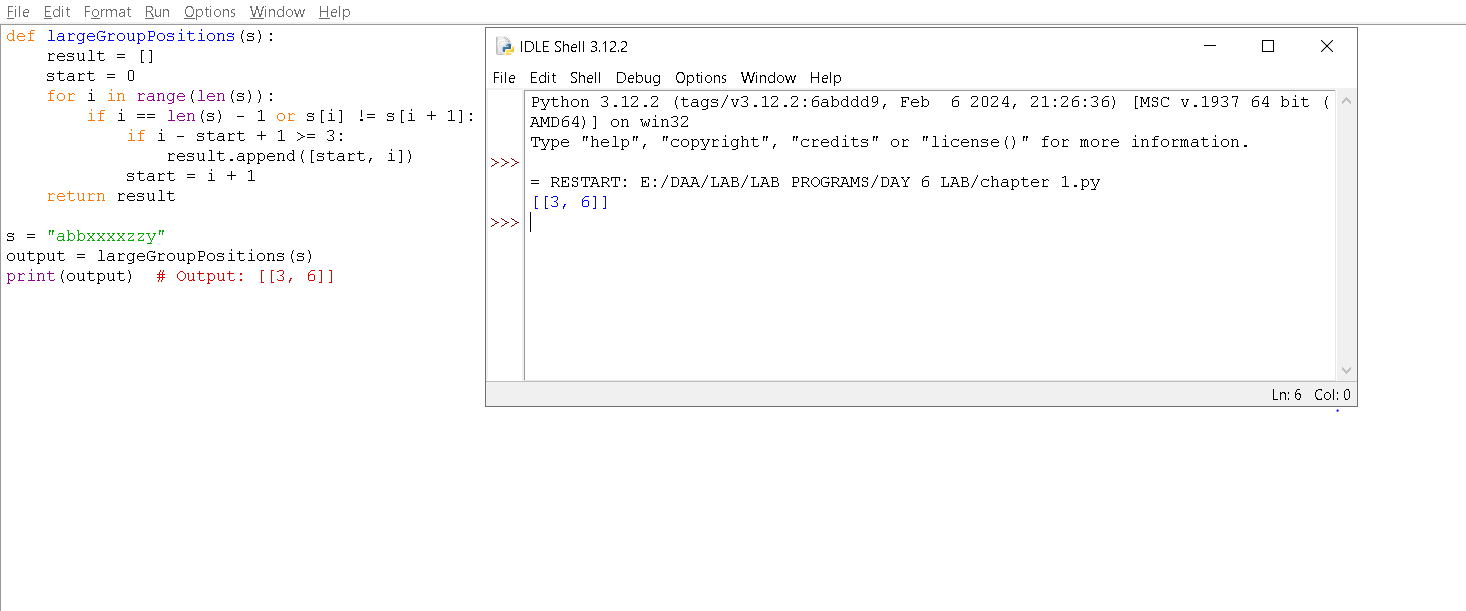 File Edit Format Run Options Window Help
def largeGroupPositions(s):
    result = []
    start = 0
    for i in range(len(s)):
        if i == len(s) - 1 or s[i] != s[i + 1]:
            if i - start + 1 >= 3:
                result.append([start, i])
            start = i + 1
    return result

s = "abbxxxxzzy"
output = largeGroupPositions(s)
print(output)  # Output: [[3, 6]]
IDLE Shell 3.12.2
File Edit Shell Debug Options Window Help
Python 3.12.2 (tags/v3.12.2:6abddd9, Feb  6 2024, 21:26:36) [MSC v.1937 64 bit (
AMD64)] on win32
Type "help", "copyright", "credits" or "license()" for more information.
>>>
= RESTART: E:/DAA/LAB/LAB PROGRAMS/DAY 6 LAB/chapter 1.py
[[3, 6]]
>>>
Ln: 6 Col: 0